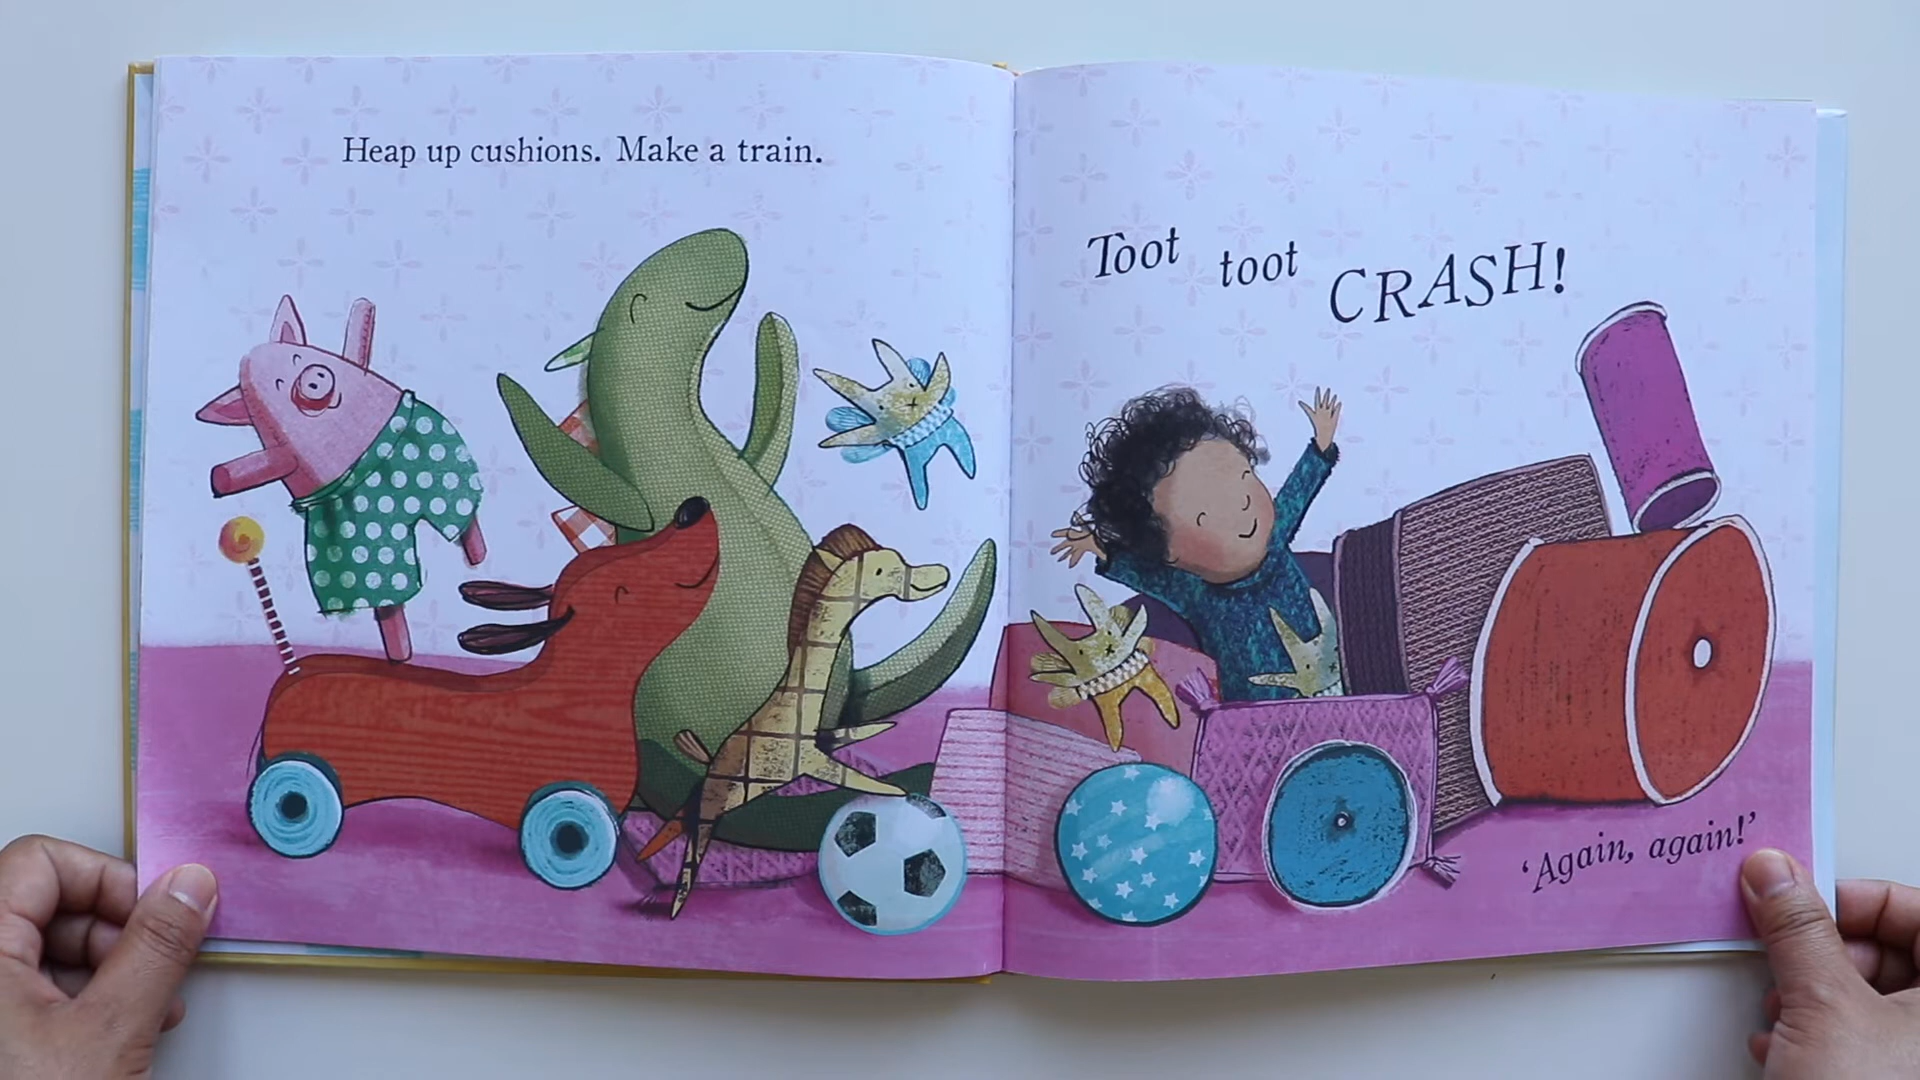 Heap up cushions. Make a train.
Toot toot CRASH!
‘Again, again!’